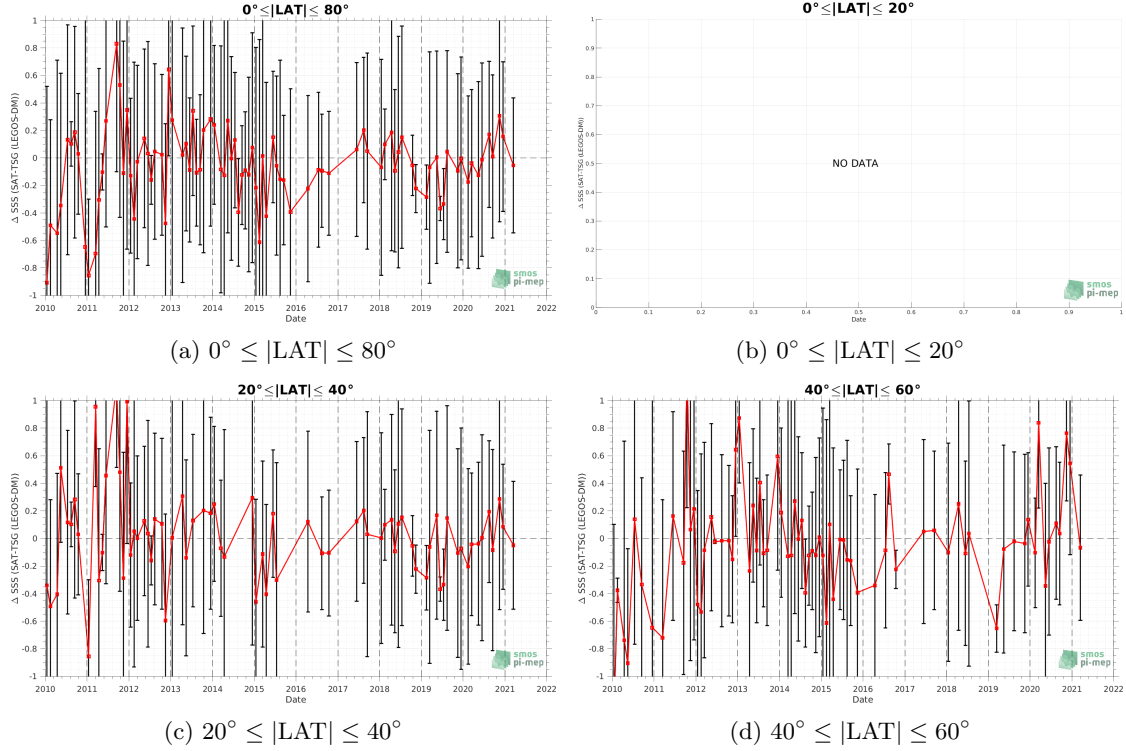 0°≤|LAT|≤ 80°
Δ SSS (SAT-TSG (LEGOS-DM))
1
0.8
0.6
0.4
0.2
0
-0.2
-0.4
-0.6
-0.8
-1
2010 2011 2012 2013 2014 2015 2016 2017 2018 2019 2020 2021 2022
Date
smos
pi-mep
(a) 0° ≤ |LAT| ≤ 80°
0°≤|LAT|≤ 20°
Δ SSS (SAT-TSG (LEGOS-DM))
1
0.9
0.8
0.7
0.6
0.5
0.4
0.3
0.2
0.1
0
NO DATA
0 0.1 0.2 0.3 0.4 0.5 0.6 0.7 0.8 0.9 1
Date
smos
pi-mep
(b) 0° ≤ |LAT| ≤ 20°
20°≤|LAT|≤ 40°
Δ SSS (SAT-TSG (LEGOS-DM))
1
0.8
0.6
0.4
0.2
0
-0.2
-0.4
-0.6
-0.8
-1
2010 2011 2012 2013 2014 2015 2016 2017 2018 2019 2020 2021 2022
Date
smos
pi-mep
(c) 20° ≤ |LAT| ≤ 40°
40°≤|LAT|≤ 60°
Δ SSS (SAT-TSG (LEGOS-DM))
1
0.8
0.6
0.4
0.2
0
-0.2
-0.4
-0.6
-0.8
-1
2010 2011 2012 2013 2014 2015 2016 2017 2018 2019 2020 2021 2022
Date
smos
pi-mep
(d) 40° ≤ |LAT| ≤ 60°